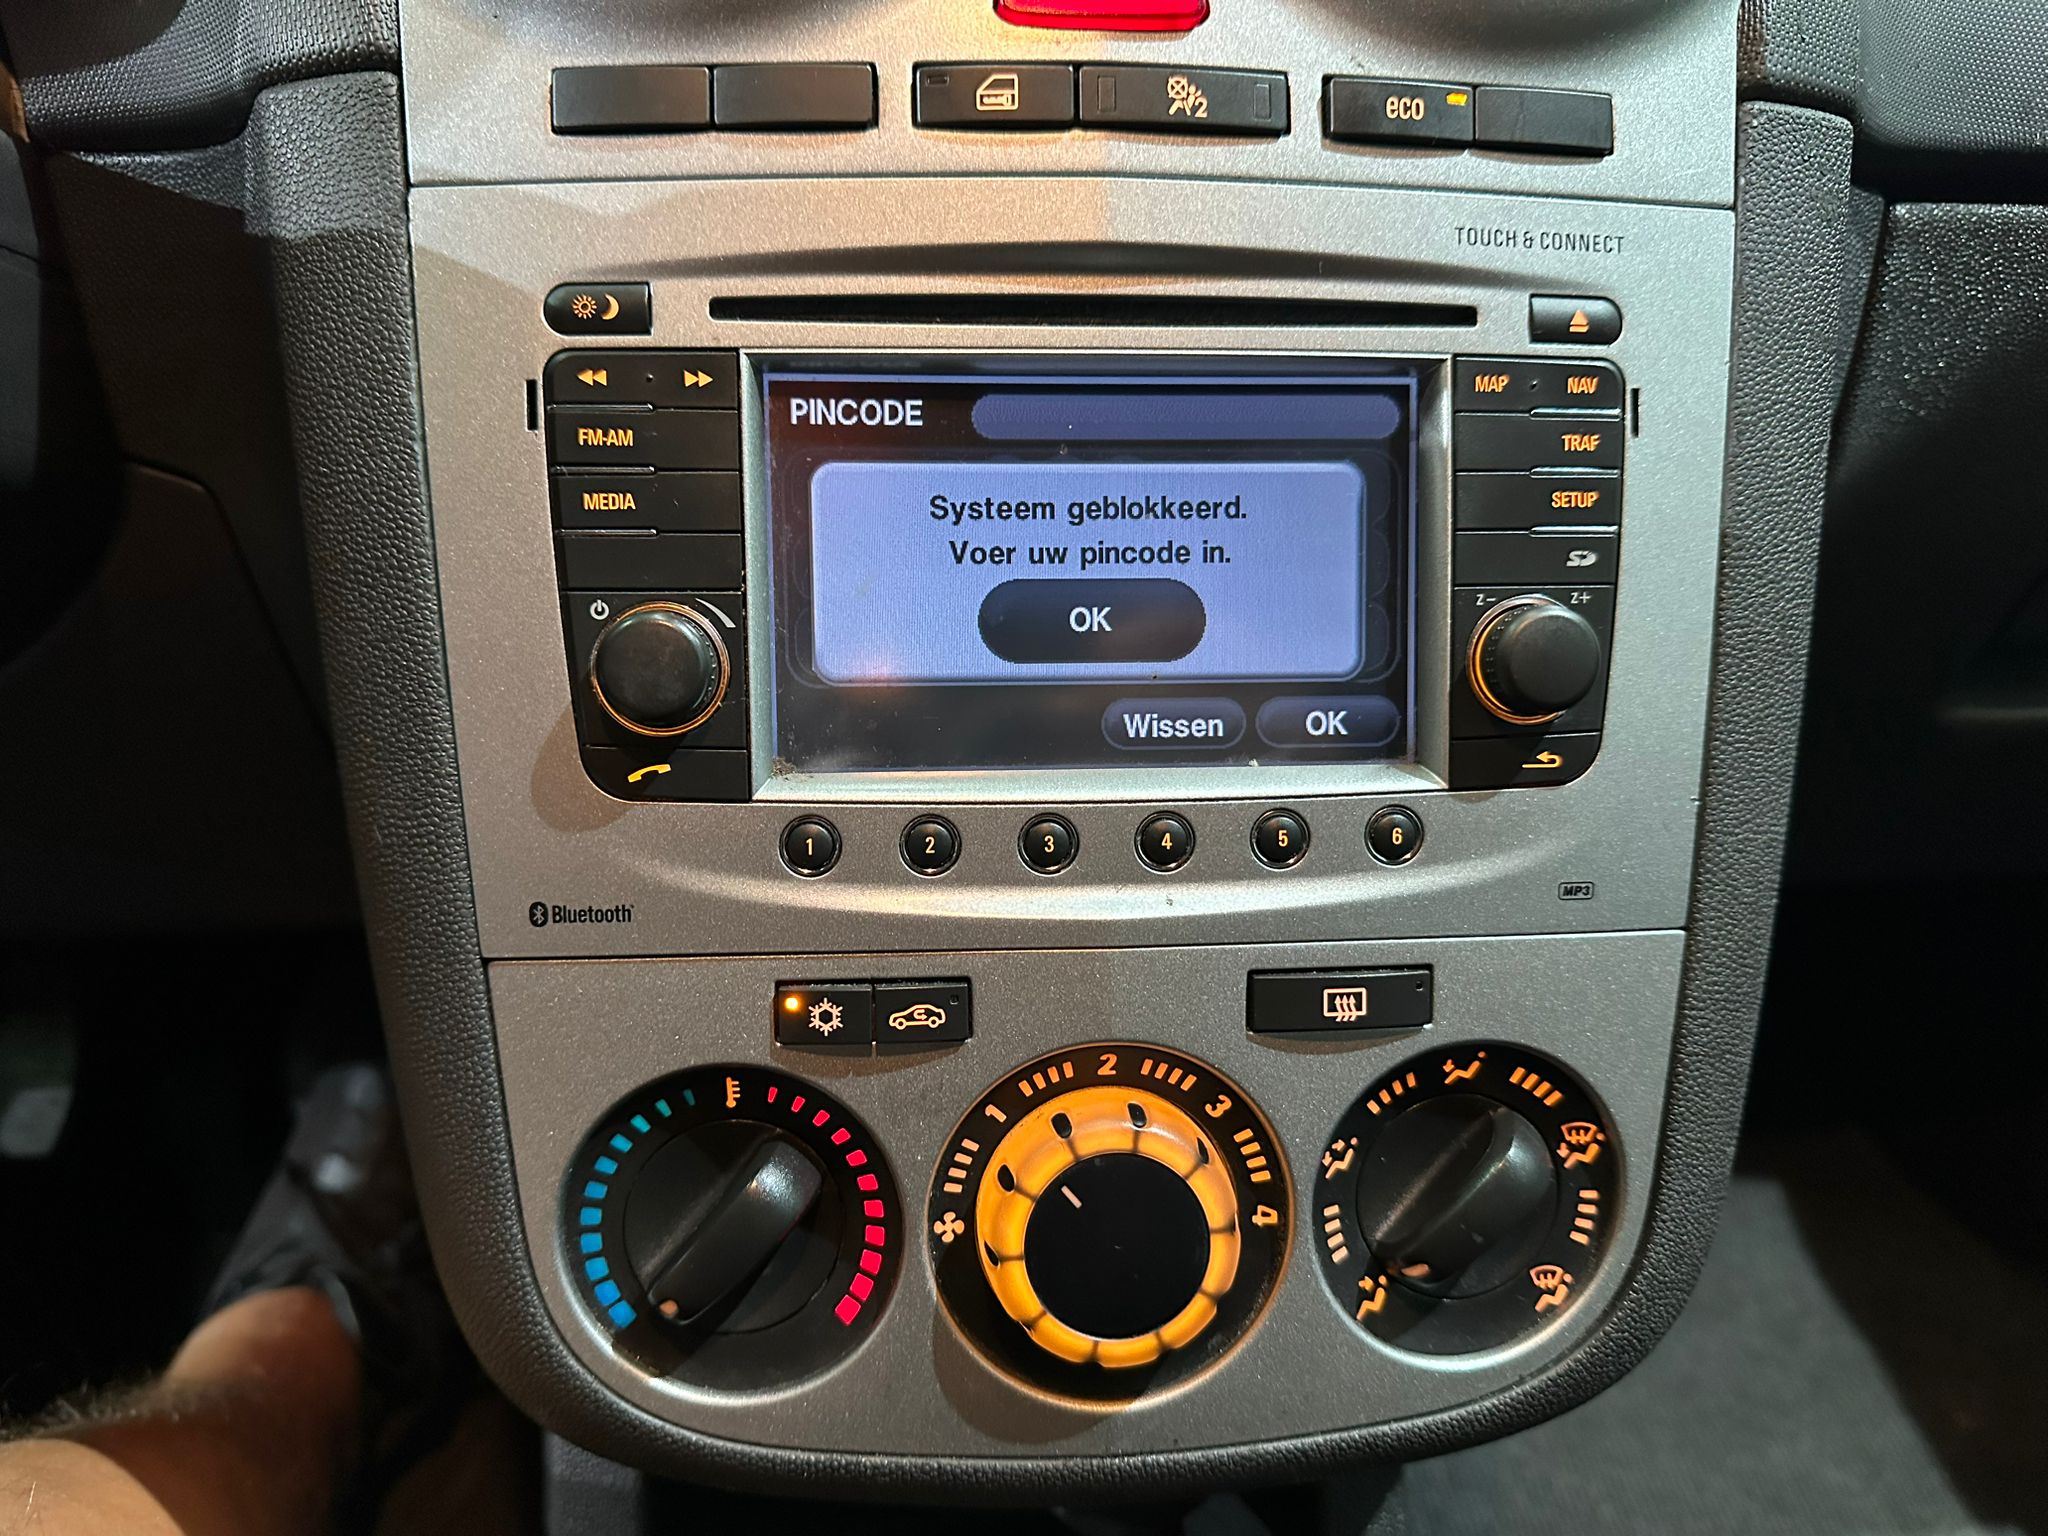 2
eco
TOUCH & CONNECT
MAP
NAV
PINCODE
FM-AM
TRAF
MEDIA
SETUP
Systeem geblokkeerd.
Voer uw pincode in.
OK
Z-
Z+
Wissen
OK
1
2
3
4
5
6
MP3
Bluetooth
1
2
3
4